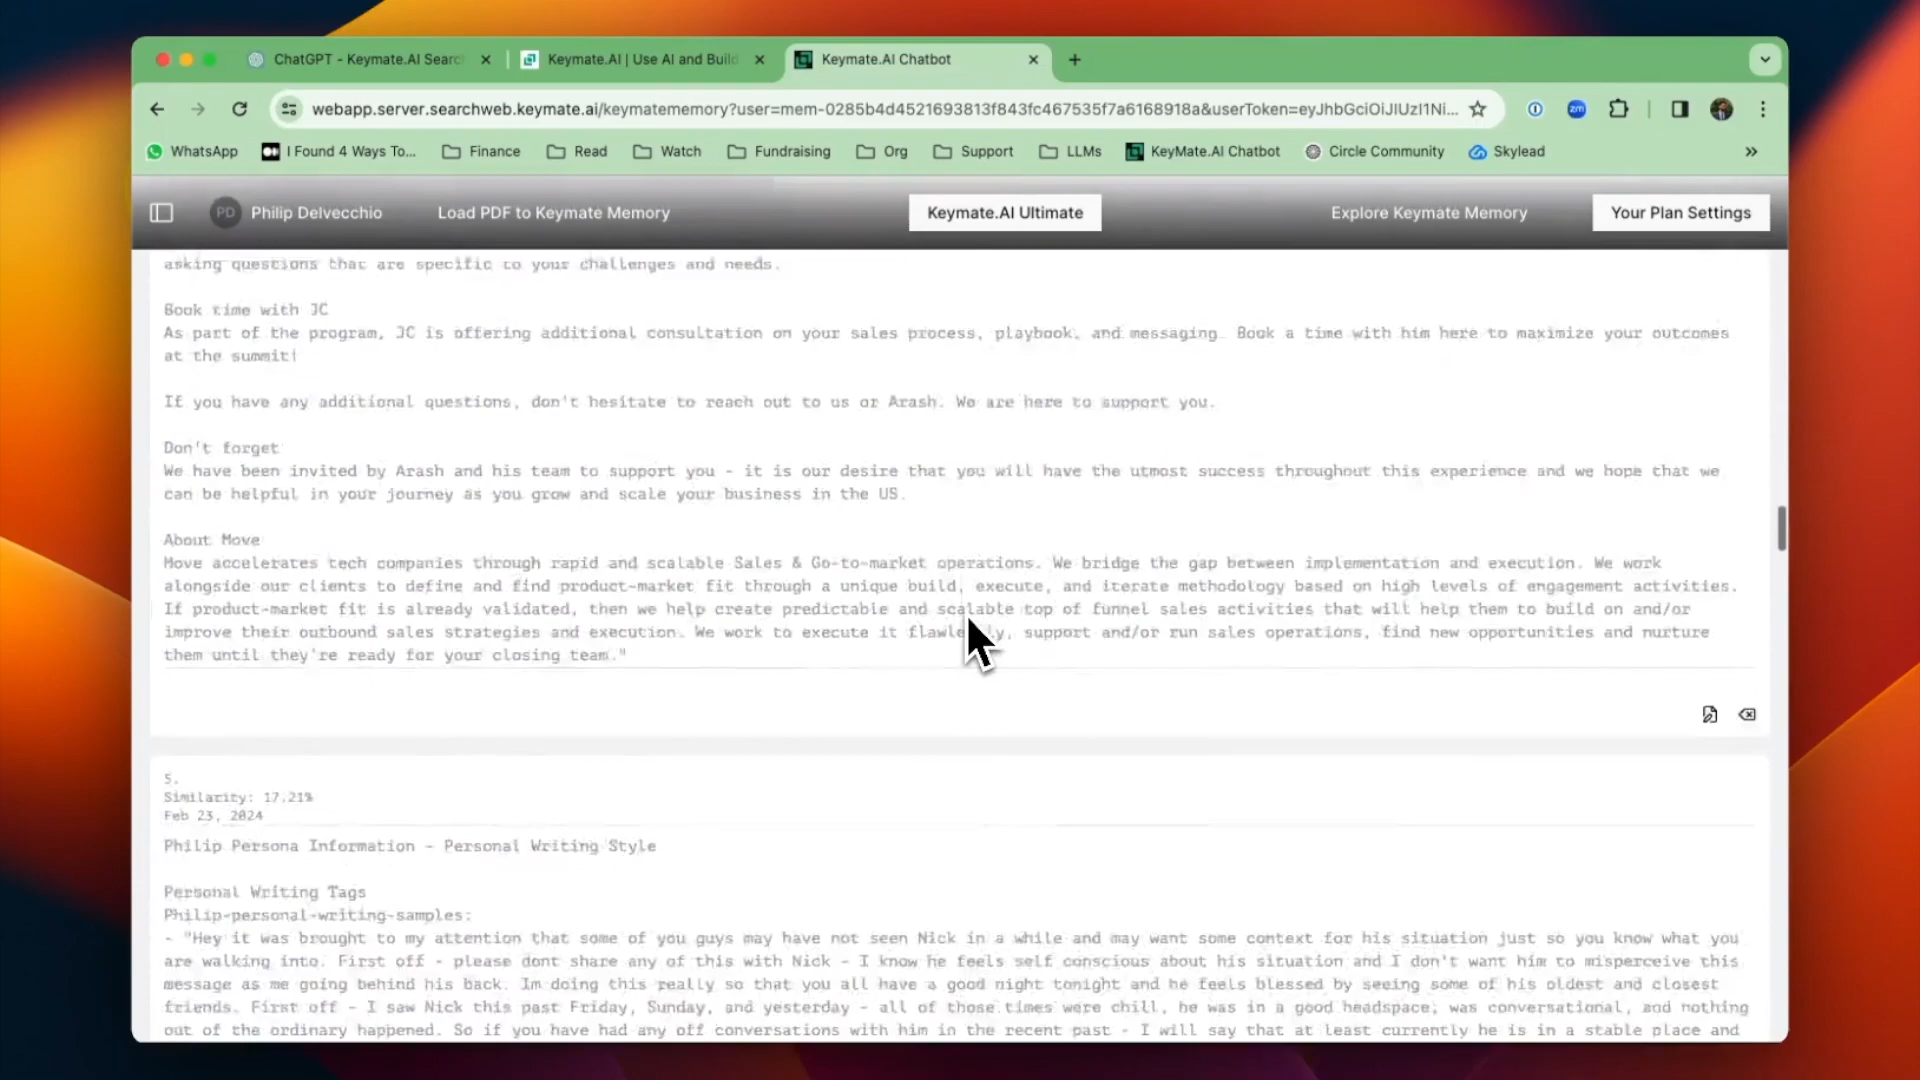 ChatGPT - Keymate.AI Searc
Keymate.AI | Use AI and Build
Keymate.AI Chatbot
webapp.server.searchweb.keymate.ai/keymatememory?user=mem-0285b4d4521693813f843fc467535f7a6168918a&userToken=eyJhbGciOiJIUzI1Ni...
zm
WhatsApp
I Found 4 Ways To...
Finance
Read
Watch
Fundraising
Org
Support
LLMs
KeyMate.AI Chatbot
Circle Community
Skylead
PD
Philip Delvecchio
Load PDF to Keymate Memory
Keymate.AI Ultimate
Explore Keymate Memory
Your Plan Settings
asking questions that are specific to your challenges and needs.
Book time with JC
As part of the program, JC is offering additional consultation on your sales process, playbook, and messaging. Book a time with him here to maximize your outcomes
at the summit!
If you have any additional questions, don't hesitate to reach out to us or Arash. We are here to support you.
Don't forget
We have been invited by Arash and his team to support you - it is our desire that you will have the utmost success throughout this experience and we hope that we
can be helpful in your journey as you grow and scale your business in the US.
About Move
Move accelerates tech companies through rapid and scalable Sales & Go-to-market operations. We bridge the gap between implementation and execution. We work
alongside our clients to define and find product-market fit through a unique build, execute, and iterate methodology based on high levels of engagement activities.
If product-market fit is already validated, then we help create predictable and scalable top of funnel sales activities that will help them to build on and/or
improve their outbound sales strategies and execution. We work to execute it support and/or run sales operations, find new opportunities and nurture
them until they're ready for your closing team."
5.
Similarity: 17.21%
Feb 23, 2024
Philip Persona Information - Personal Writing Style
Personal Writing Tags
Philip-personal-writing-samples:
- "Hey it was brought to my attention that some of you guys may have not seen Nick in a while and may want some context for his situation just so you know what you
are walking into. First off - please dont share any of this with Nick - I know he feels self conscious about his situation and I don't want him to misperceive this
message as me going behind his back. Im doing this really so that you all have a good night tonight and he feels blessed by seeing some of his oldest and closest
friends. First off - I saw Nick this past Friday, Sunday, and yesterday - all of those times were chill, he was in a good headspace, was conversational, and nothing
out of the ordinary happened. So if you have had any off conversations with him in the recent past - I will say that at least currently he is in a stable place and